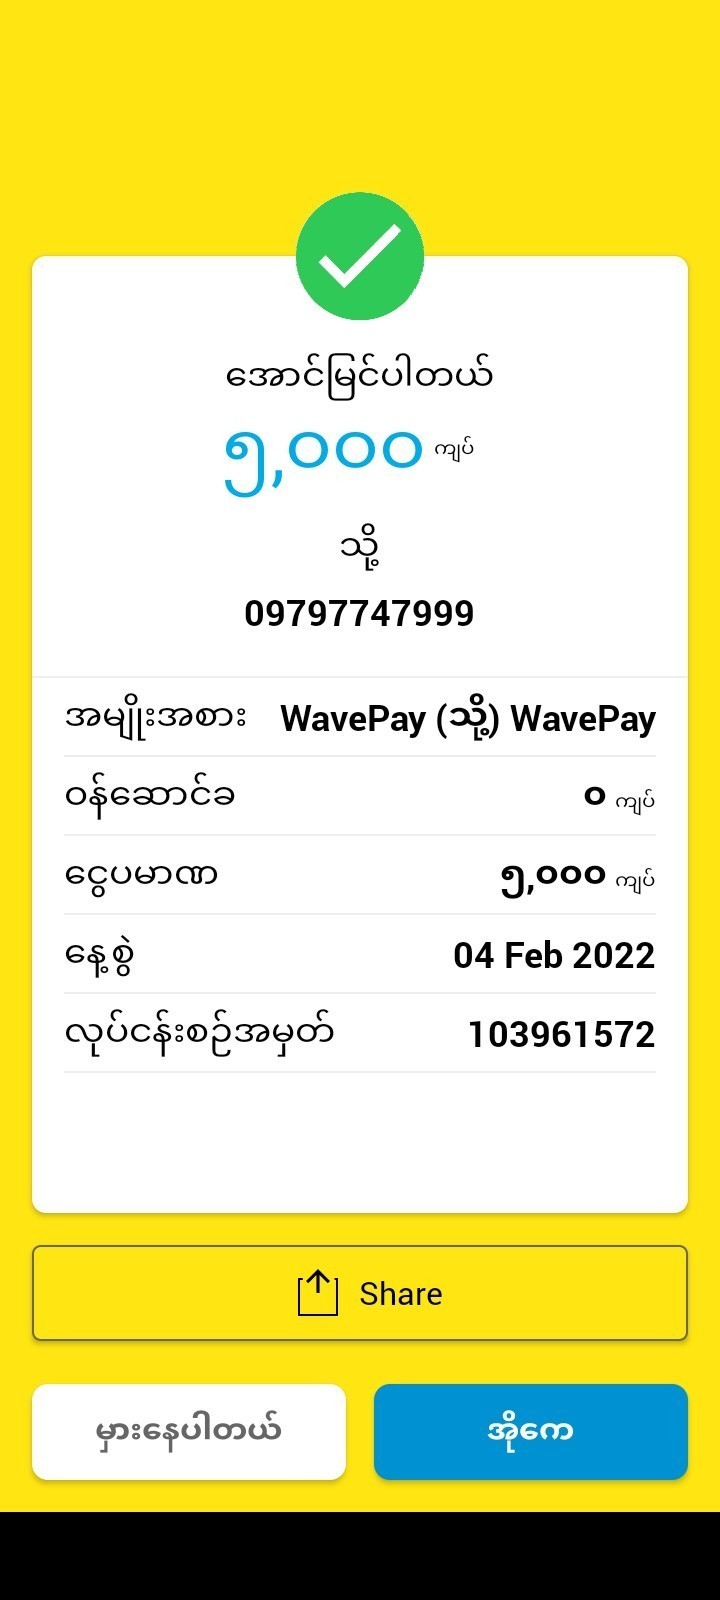 အောင်မြင်ပါတယ်
၅,၀၀၀ ကျပ်
သို့
09797747999
အမျိုးအစား WavePay (သို့) WavePay
ဝန်ဆောင်ခ ၀ ကျပ်
ငွေပမာဏ ၅,၀၀၀ ကျပ်
နေ့စွဲ 04 Feb 2022
လုပ်ငန်းစဉ်အမှတ် 103961572
Share
မှားနေပါတယ် အိုကေ